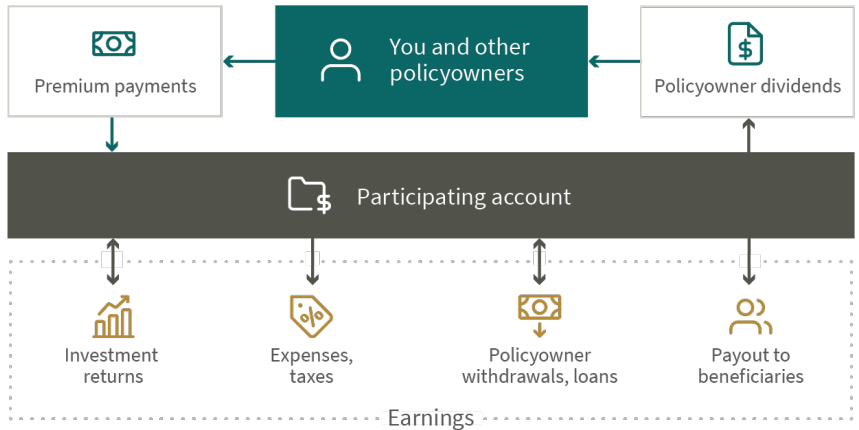 Premium payments
You and other
policyowners
Policyowner dividends
Participating account
Investment
returns
Expenses,
taxes
Policyowner
withdrawals, loans
Payout to
beneficiaries
Earnings